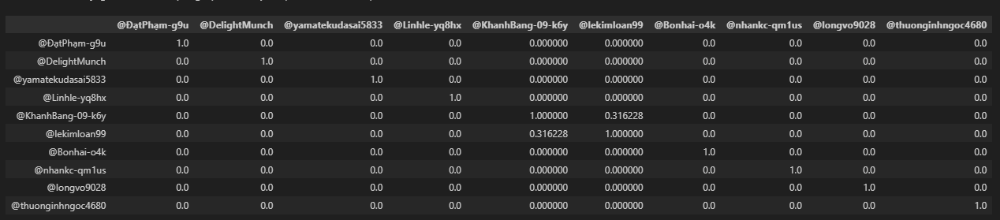 @ĐạtPhạm-g9u @DelightMunch @yamatekudasai5833 @Linhle-yq8hx @KhanhBang-09-k6y @lekimloan99 @Bonhai-o4k @nhankc-qm1us @longvo9028 @thuonginhngoc4680
@ĐạtPhạm-g9u 1.0 0.0 0.0 0.0 0.000000 0.000000 0.0 0.0 0.0 0.0
@DelightMunch 0.0 1.0 0.0 0.0 0.000000 0.000000 0.0 0.0 0.0 0.0
@yamatekudasai5833 0.0 0.0 1.0 0.0 0.000000 0.000000 0.0 0.0 0.0 0.0
@Linhle-yq8hx 0.0 0.0 0.0 1.0 0.000000 0.000000 0.0 0.0 0.0 0.0
@KhanhBang-09-k6y 0.0 0.0 0.0 0.0 1.000000 0.316228 0.0 0.0 0.0 0.0
@lekimloan99 0.0 0.0 0.0 0.0 0.316228 1.000000 0.0 0.0 0.0 0.0
@Bonhai-o4k 0.0 0.0 0.0 0.0 0.000000 0.000000 1.0 0.0 0.0 0.0
@nhankc-qm1us 0.0 0.0 0.0 0.0 0.000000 0.000000 0.0 1.0 0.0 0.0
@longvo9028 0.0 0.0 0.0 0.0 0.000000 0.000000 0.0 0.0 1.0 0.0
@thuonginhngoc4680 0.0 0.0 0.0 0.0 0.000000 0.000000 0.0 0.0 0.0 1.0